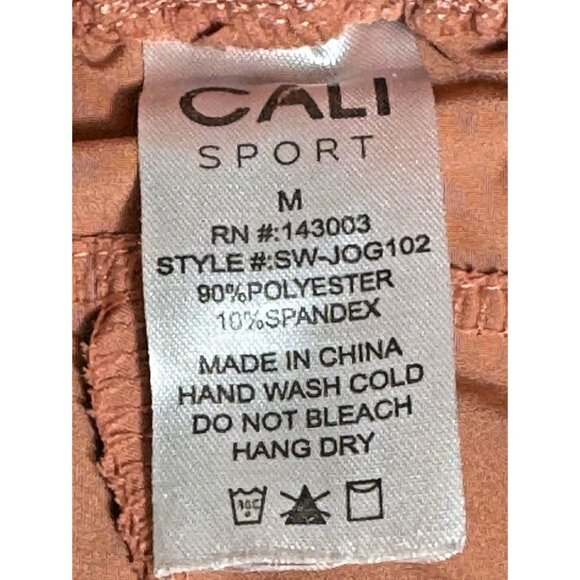 CALI
SPORT
M
RN #:143003
STYLE #:SW-JOG102
90%POLYESTER
10%SPANDEX
MADE IN CHINA
HAND WASH COLD
DO NOT BLEACH
HANG DRY